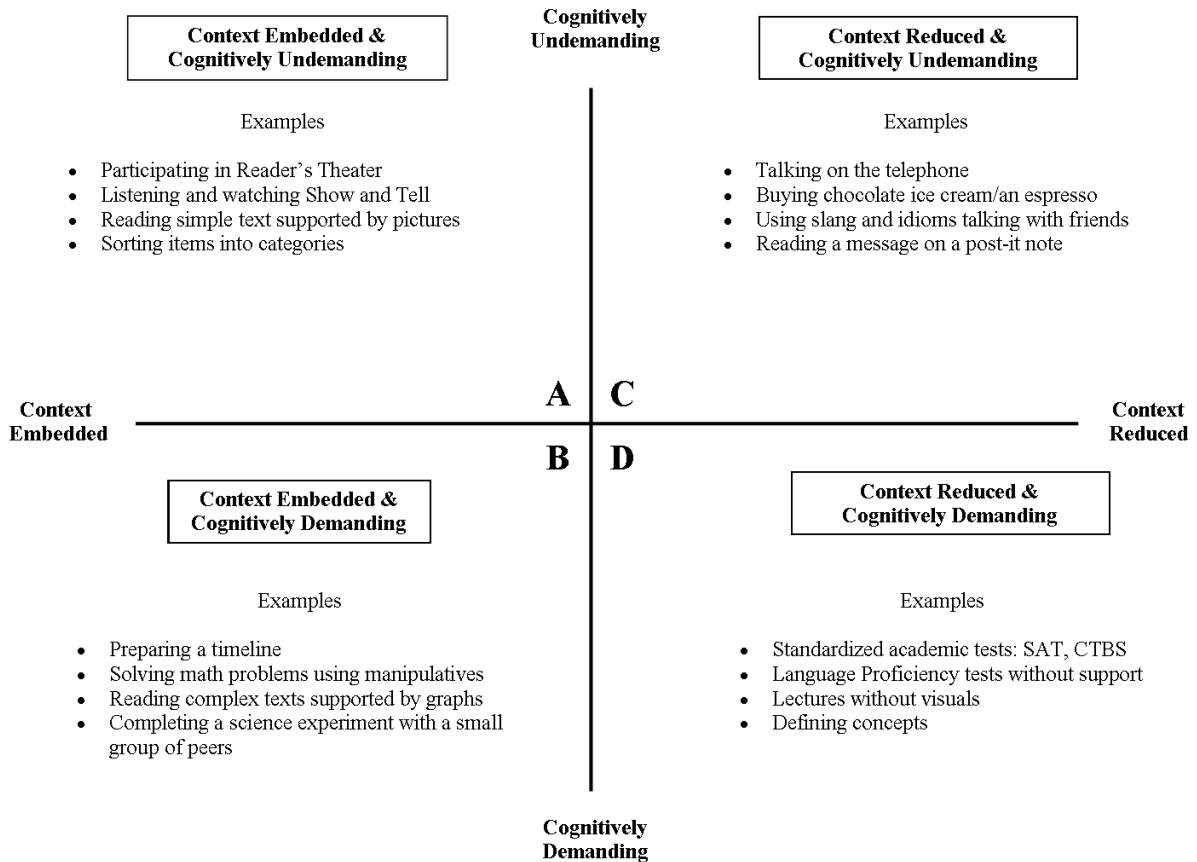 Cognitively
Undemanding
Context Embedded &
Cognitively Undemanding
Examples
• Participating in Reader’s Theater
• Listening and watching Show and Tell
• Reading simple text supported by pictures
• Sorting items into categories
Context Reduced &
Cognitively Undemanding
Examples
• Talking on the telephone
• Buying chocolate ice cream/an espresso
• Using slang and idioms talking with friends
• Reading a message on a post-it note
A C
Context
Embedded
Context
Reduced
B D
Context Embedded &
Cognitively Demanding
Examples
• Preparing a timeline
• Solving math problems using manipulatives
• Reading complex texts supported by graphs
• Completing a science experiment with a small
group of peers
Context Reduced &
Cognitively Demanding
Examples
• Standardized academic tests: SAT, CTBS
• Language Proficiency tests without support
• Lectures without visuals
• Defining concepts
Cognitively
Demanding